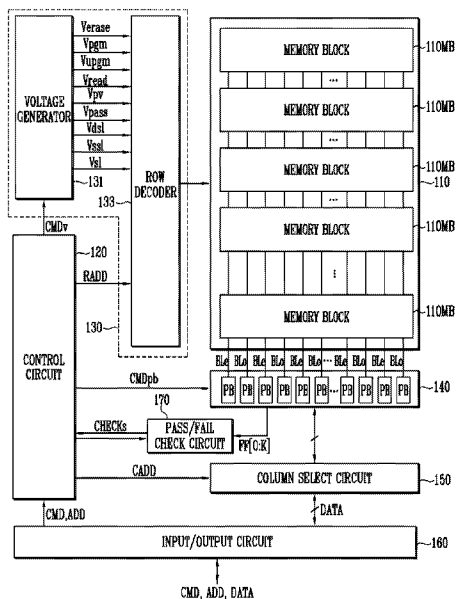 Verase
Vpgm
Vupgm
Vread
Vpv
Vpass
Vdsl
Vssl
Vsl
VOLTAGE
GENERATOR
131
ROW
DECODER
133
MEMORY BLOCK
110MB
...
MEMORY BLOCK
110MB
...
MEMORY BLOCK
110MB
110
...
MEMORY BLOCK
110MB
⋮
MEMORY BLOCK
110MB
CMDv
120
RADD
130
CONTROL
CIRCUIT
BLe BLo BLe BLo BLe BLo ... BLe BLo BLe BLo
CMDpb
PB PB PB PB PB PB ... PB PB PB PB
140
170
CHECKs
PASS/FAIL
CHECK CIRCUIT
PF[0:K]
CADD
COLUMN SELECT CIRCUIT
150
CMD,ADD
DATA
INPUT/OUTPUT CIRCUIT
160
CMD, ADD, DATA